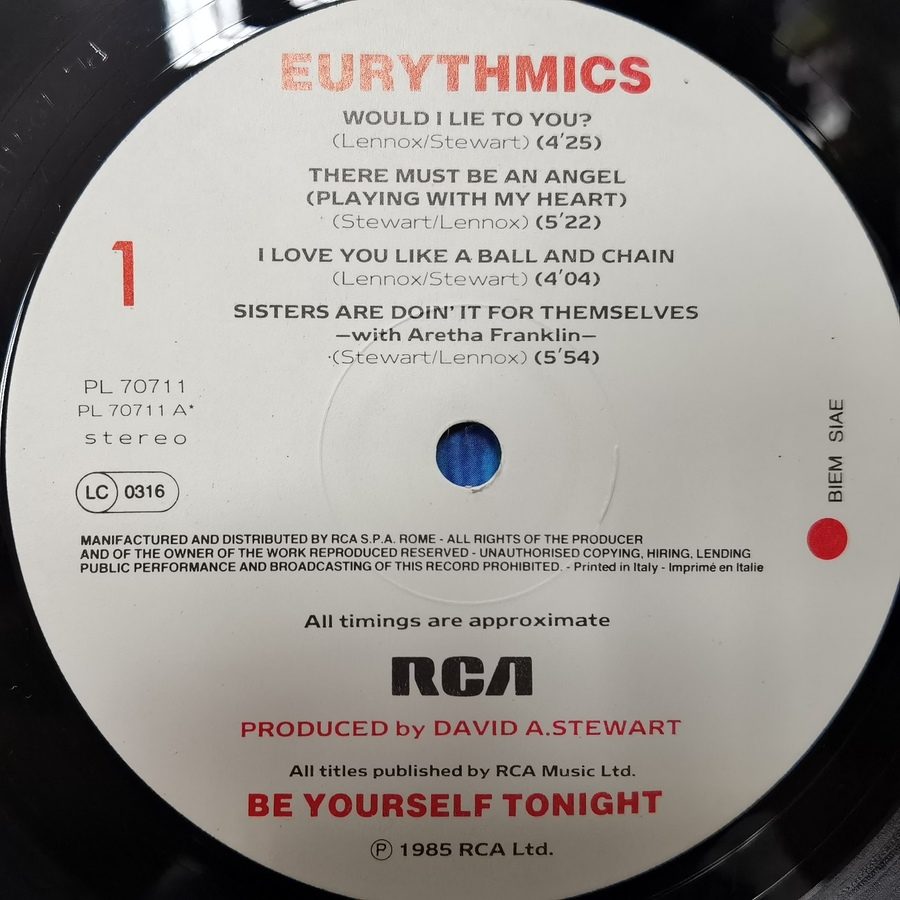 EURYTHMICS
WOULD I LIE TO YOU?
(Lennox/Stewart) (4'25)
THERE MUST BE AN ANGEL
(PLAYING WITH MY HEART)
(Stewart/Lennox) (5'22)
I LOVE YOU LIKE A BALL AND CHAIN
(Lennox/Stewart) (4'04)
SISTERS ARE DOIN' IT FOR THEMSELVES
–with Aretha Franklin–
(Stewart/Lennox) (5'54)
1
PL 70711
PL 70711 A*
stereo
LC 0316
BIEM SIAE
MANIFACTURED AND DISTRIBUTED BY RCA S.P.A. ROME - ALL RIGHTS OF THE PRODUCER
AND OF THE OWNER OF THE WORK REPRODUCED RESERVED - UNAUTHORISED COPYING, HIRING, LENDING
PUBLIC PERFORMANCE AND BROADCASTING OF THIS RECORD PROHIBITED. - Printed in Italy - Imprimé en Italie
All timings are approximate
RCA
PRODUCED by DAVID A.STEWART
All titles published by RCA Music Ltd.
BE YOURSELF TONIGHT
Ⓟ 1985 RCA Ltd.